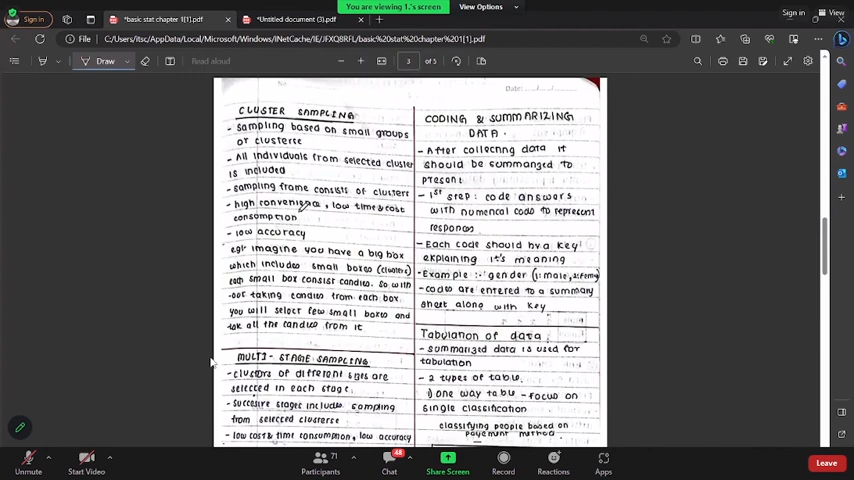 You are viewing 1.'s screen
View Options
Sign in
*basic stat chapter 1[1].pdf
*Untitled document (3).pdf
Sign in
View
File
C:/Users/itsc/AppData/Local/Microsoft/Windows/INetCache/IE/JFXQ8RFL/basic%20stat%20chapter%201[1].pdf
Draw
Read aloud
3
of 5
Date:
CLUSTER SAMPLING
- Sampling based on small groups
or clusterse
- All individuals from selected cluster
is included
- sampling frame consists of clusters
- high convenience, low time & cost
consumption
- low accuracy
eg:- imagine you have a big box
which includes small boxes (clusters)
each small box consist candies. so with
-out taking candies from each box.
you will select few small boxes and
tak all the candies from it
MULTI-STAGE SAMPLING
- clustors of different sizes are
selected in each stage.
- succesive stages includes sampling
from selected clusterse
- low cost & time consumption, low accuracy
CODING & SUMMARIZING
DATA.
- After collecting data it
should be summarized to
present
- 1st step: code answers
with numerical code to represent
responses
- Each code should hv a key
explaining it's meaning
- Example :- gender (1:male,
- codes are entered to a summary
sheet along with key
Tabulation of data.
- summarized data is used for
tabulation
- 2 types of table.
i) one way table - focus on
single classification
classifying people based on
payement method
Unmute
Start Video
Participants
71
Chat
48
Share Screen
Record
Reactions
Apps
Leave